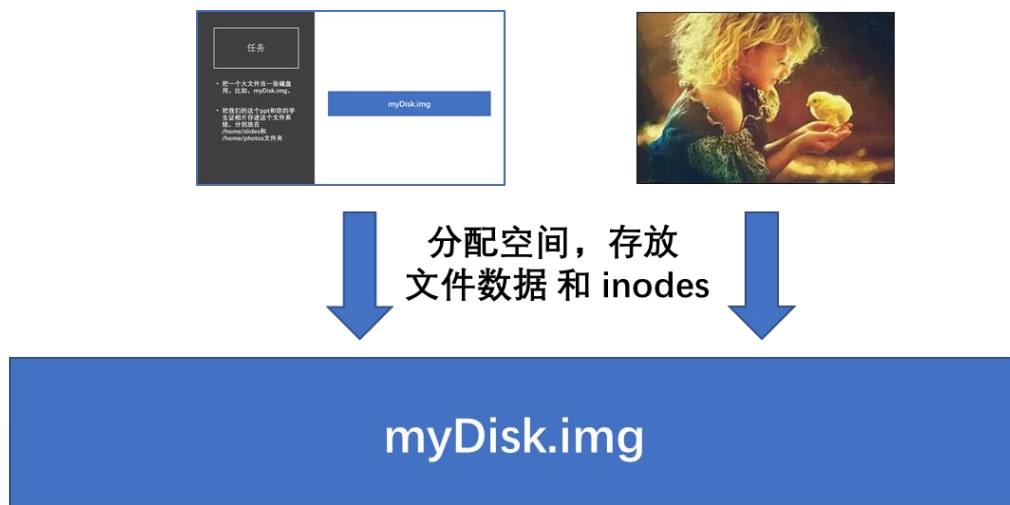 任务
• 把一个大文件当一张磁盘
用，比如，myDisk.img。
• 把我们的这个ppt和你的学
生证相片存进这个文件系
统，分别放在
/home/slides和
/home/photos文件夹
myDisk.img
分配空间，存放
文件数据 和 inodes
myDisk.img